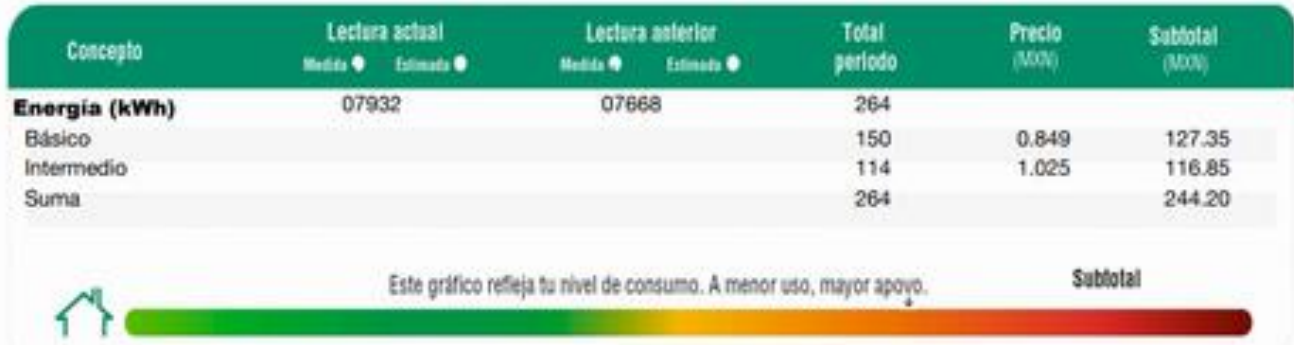 Concepto Lectura actual Lectura anterior Total periodo Precio (MXN) Subtotal (MXN)
Medida Estimada Medida Estimada
Energía (kWh) 07932 07668 264
Básico 150 0.849 127.35
Intermedio 114 1.025 116.85
Suma 264 244.20
Este gráfico refleja tu nivel de consumo. A menor uso, mayor apoyo. Subtotal